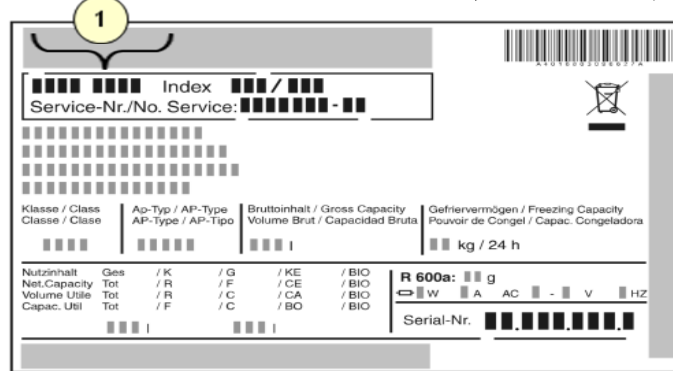 1
Index /
Service-Nr./No. Service: -
Klasse / Class
Classe / Clase
Ap-Typ / AP-Type
AP-Type / AP-Tipo
Bruttoinhalt / Gross Capacity
Volume Brut / Capacidad Bruta
l
Gefriervermögen / Freezing Capacity
Pouvoir de Congel / Capac. Congeladora
kg / 24 h
Nutzinhalt Ges / K / G / KE / BIO
Net.Capacity Tot / R / F / CE / BIO
Volume Utile Tot / R / C / CA / BIO
Capac. Util Tot / F / C / BO / BIO
l l
R 600a: g
W A AC - V HZ
Serial-Nr. . . .